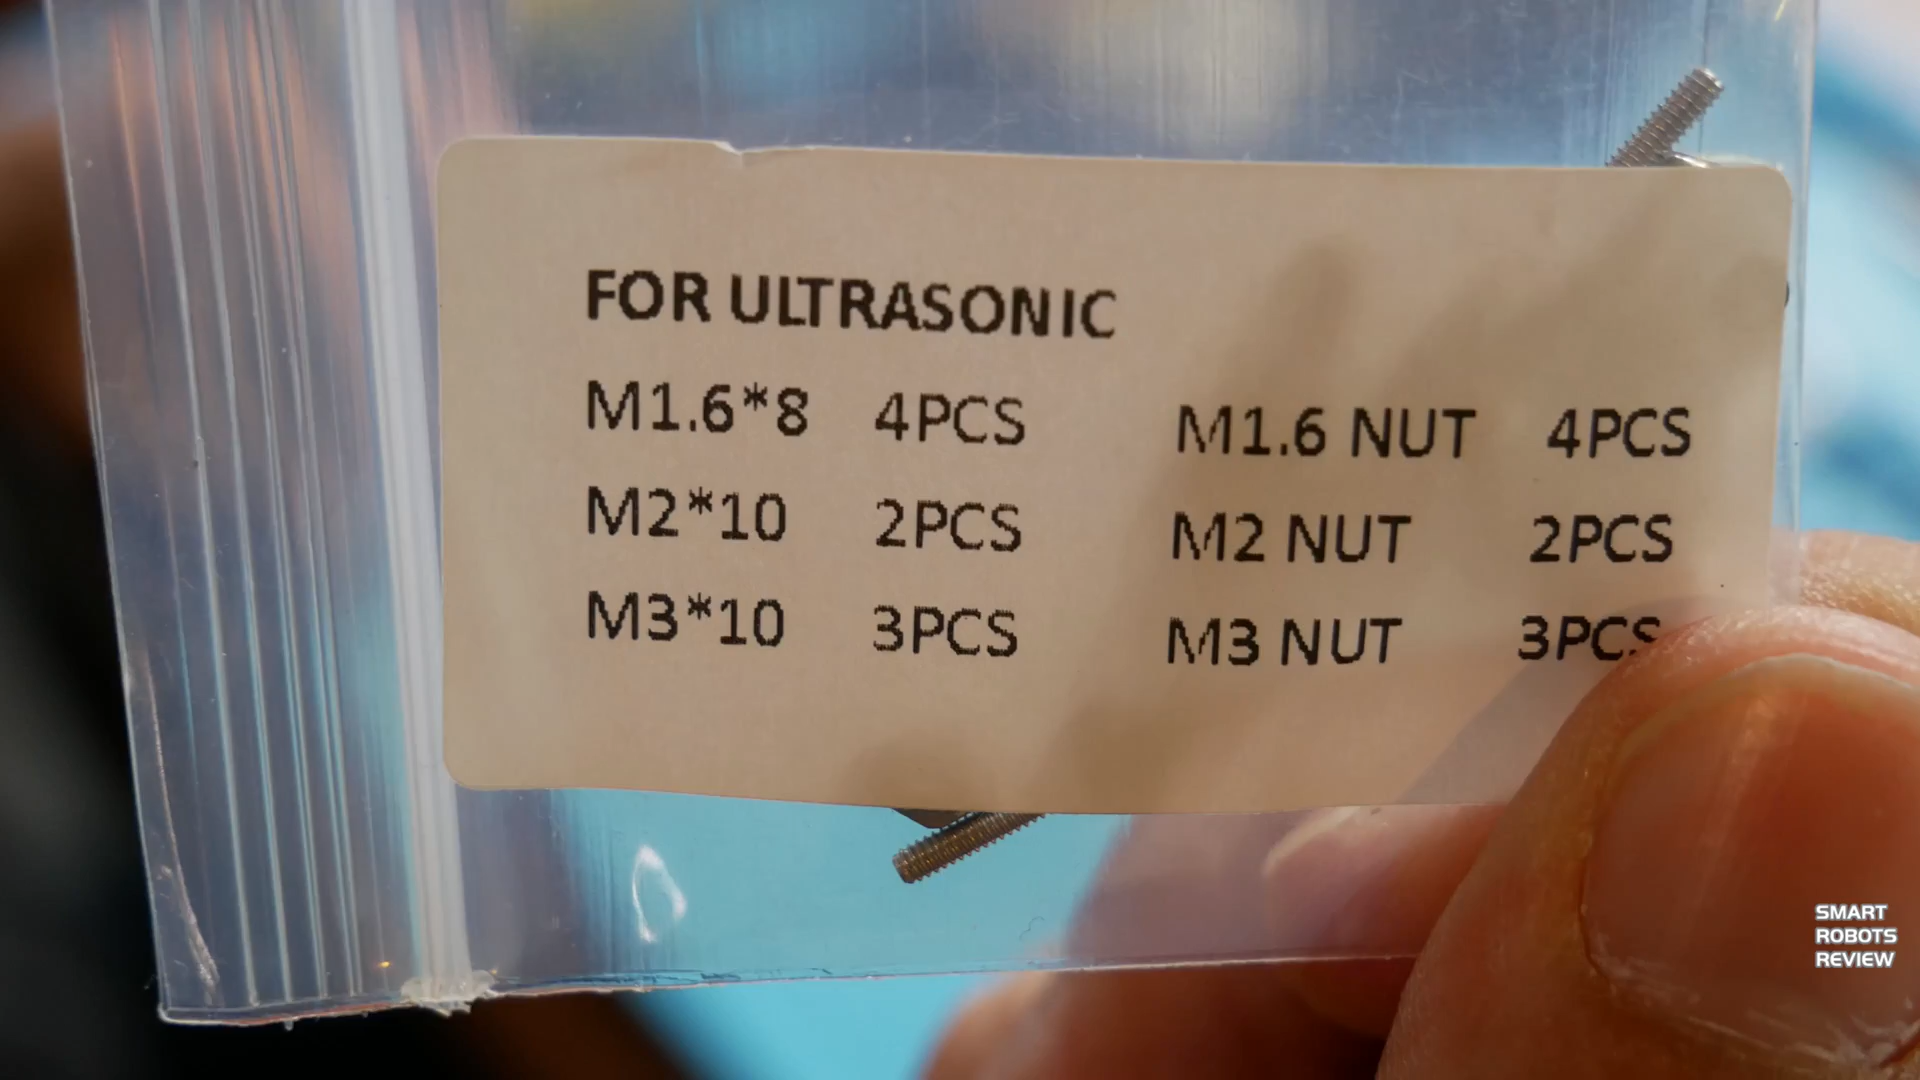 FOR ULTRASONIC
M1.6*8 4PCS M1.6 NUT 4PCS
M2*10 2PCS M2 NUT 2PCS
M3*10 3PCS M3 NUT 3PCS
SMART
ROBOTS
REVIEW